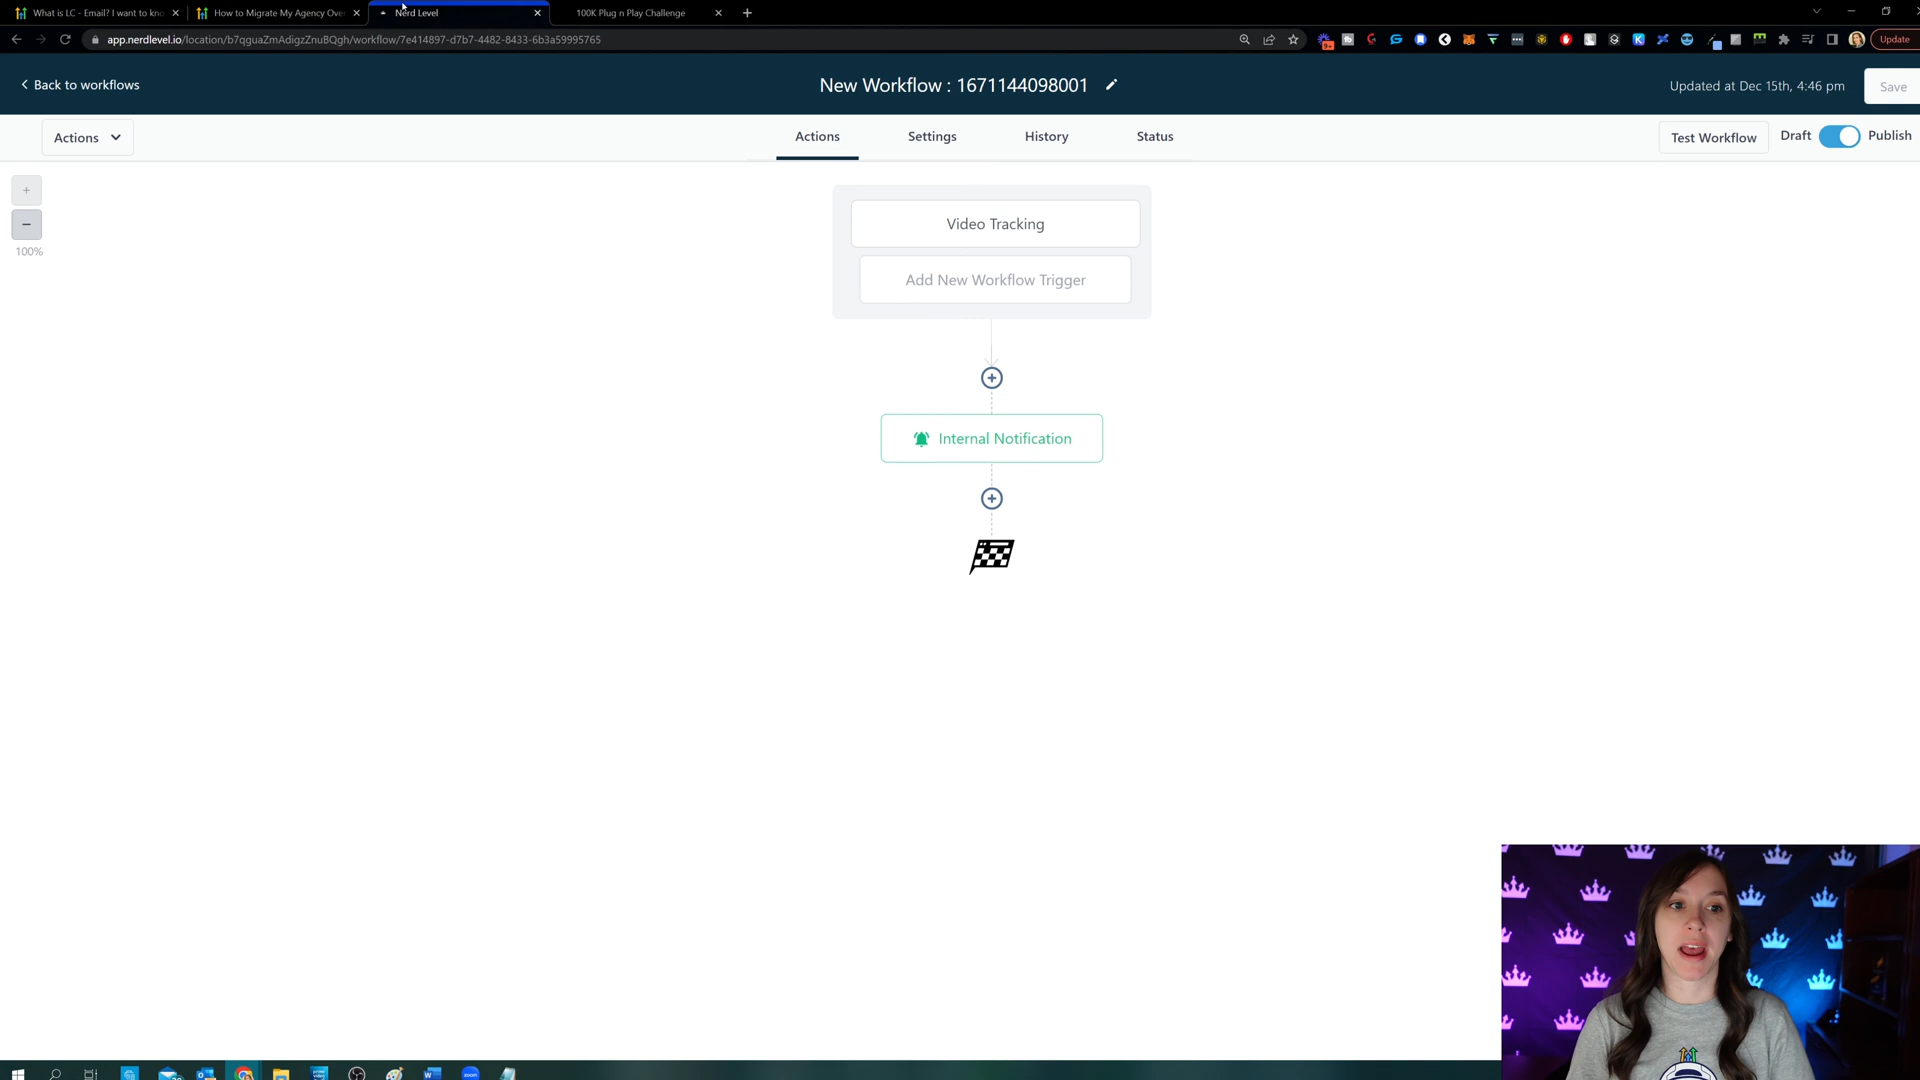 What is LC - Email? I want to kno
How to Migrate My Agency Ove
Nerd Level
100K Plug n Play Challenge
app.nerdlevel.io/location/b7qguaZmAdigzZnuBQgh/workflow/7e414897-d7b7-4482-8433-6b3a59995765
Update
Back to workflows
New Workflow : 1671144098001
Updated at Dec 15th, 4:46 pm
Save
Actions
Actions
Settings
History
Status
Test Workflow
Draft
Publish
+
−
100%
Video Tracking
Add New Workflow Trigger
Internal Notification